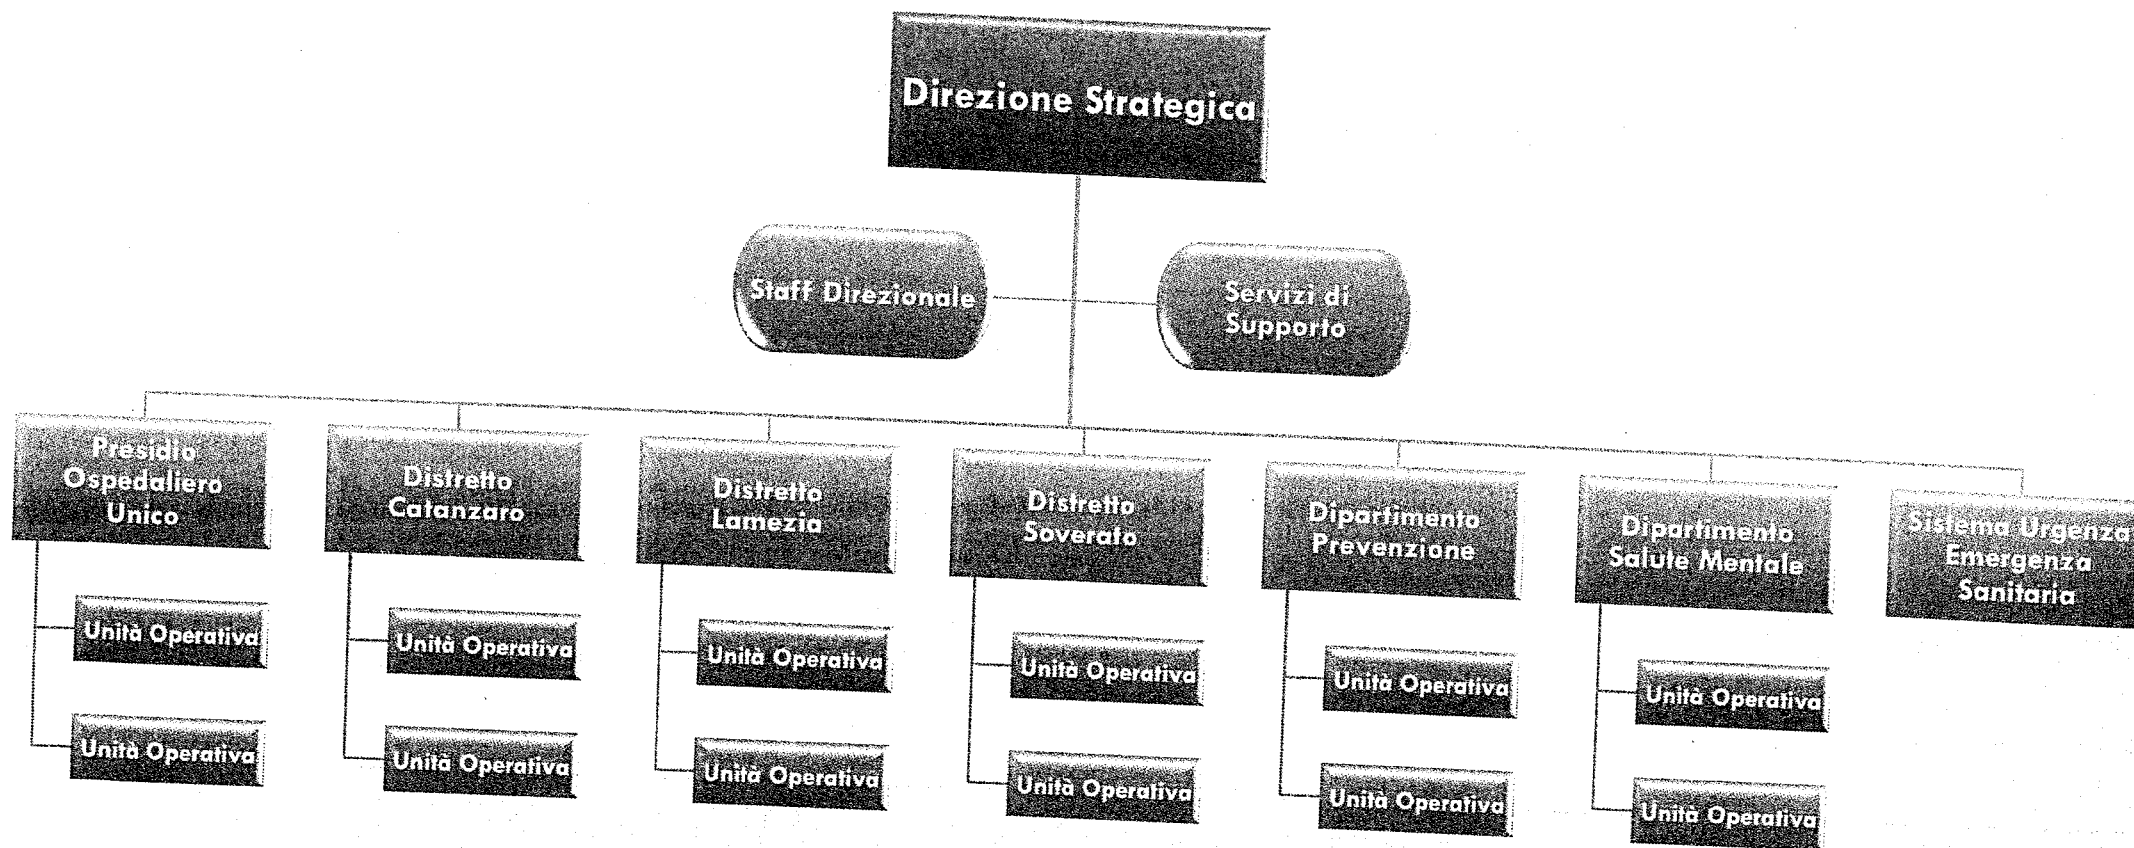 Direzione Strategica
Staff Direzionale
Servizi di
Supporto
Presidio
Ospedaliero
Unico
Distretto
Catanzaro
Distretto
Lamezia
Distretto
Soverato
Dipartimento
Prevenzione
Dipartimento
Salute Mentale
Sistema Urgenza
Emergenza
Sanitaria
Unità Operativa
Unità Operativa
Unità Operativa
Unità Operativa
Unità Operativa
Unità Operativa
Unità Operativa
Unità Operativa
Unità Operativa
Unità Operativa
Unità Operativa
Unità Operativa